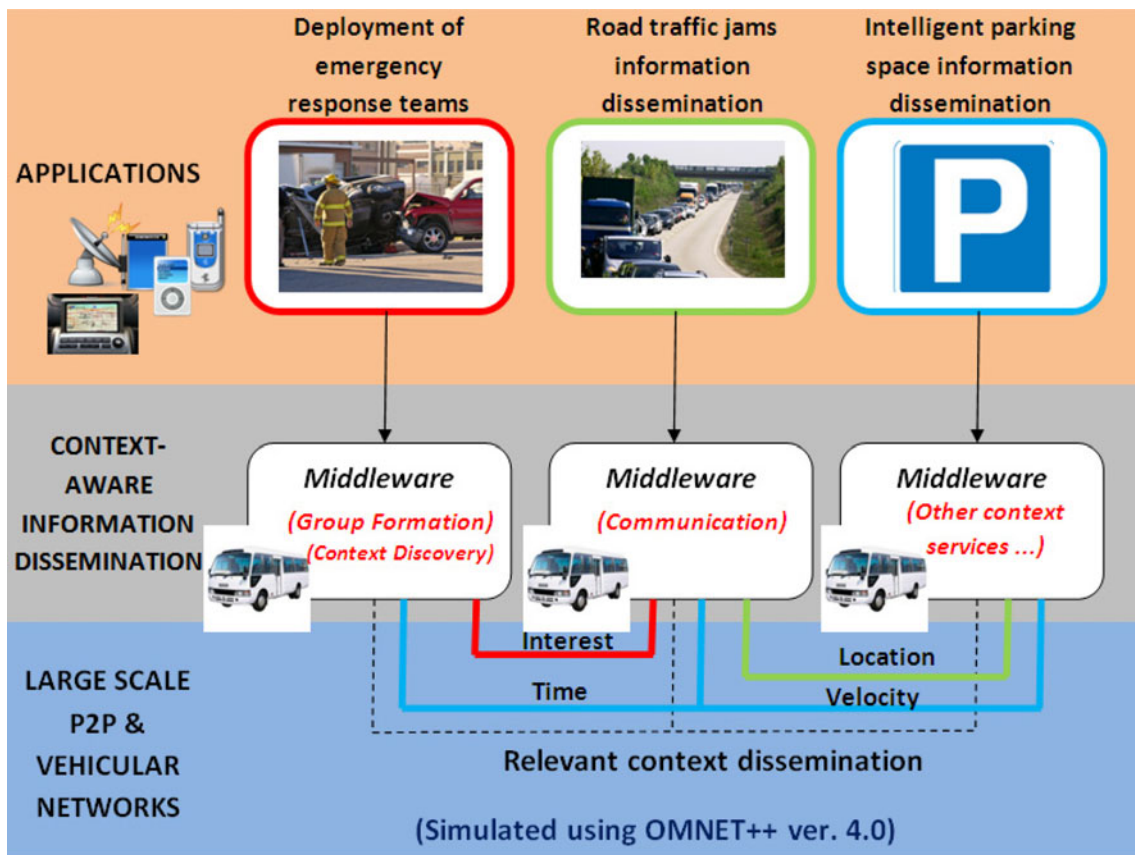 Deployment of
emergency
response teams
Road traffic jams
information
dissemination
Intelligent parking
space information
dissemination
APPLICATIONS
P
CONTEXT-
AWARE
INFORMATION
DISSEMINATION
Middleware
(Group Formation)
(Context Discovery)
Middleware
(Communication)
Middleware
(Other context
services ...)
LARGE SCALE
P2P &
VEHICULAR
NETWORKS
Interest
Location
Time
Velocity
Relevant context dissemination
(Simulated using OMNET++ ver. 4.0)